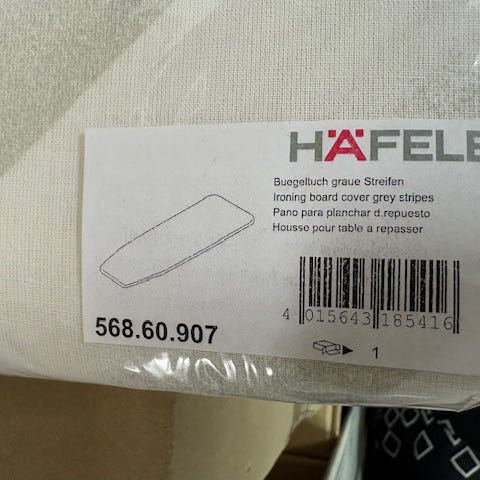 HÄFELE
Buegeltuch graue Streifen
Ironing board cover grey stripes
Pano para planchar d.repuesto
Housse pour table a repasser
568.60.907
4 015643 185416
1